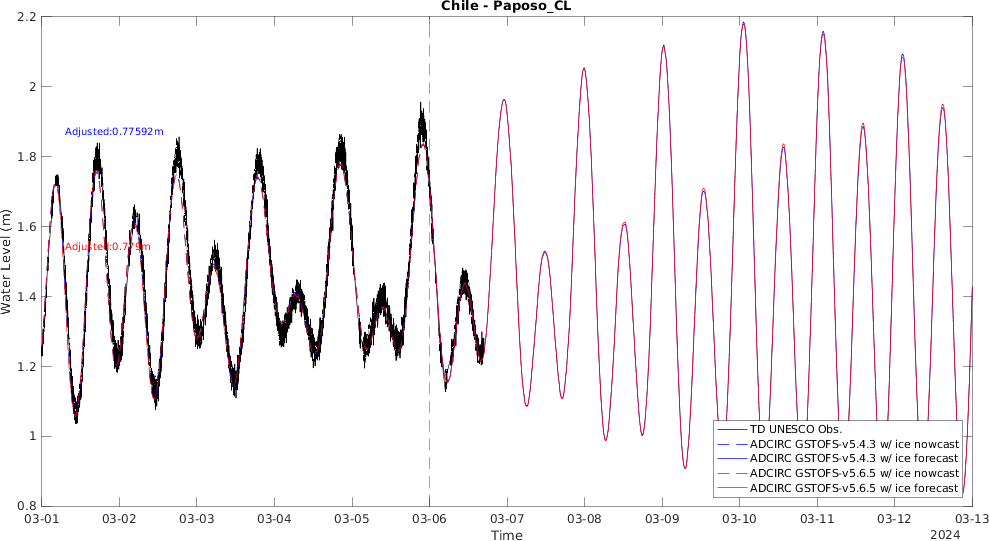 Chile - Paposo_CL
2.2
2
1.8
1.6
1.4
1.2
1
0.8
Water Level (m)
Adjusted:0.77592m
Adjusted:0.779m
TD UNESCO Obs.
ADCIRC GSTOFS-v5.4.3 w/ ice nowcast
ADCIRC GSTOFS-v5.4.3 w/ ice forecast
ADCIRC GSTOFS-v5.6.5 w/ ice nowcast
ADCIRC GSTOFS-v5.6.5 w/ ice forecast
03-01 03-02 03-03 03-04 03-05 03-06 03-07 03-08 03-09 03-10 03-11 03-12 03-13
Time
2024